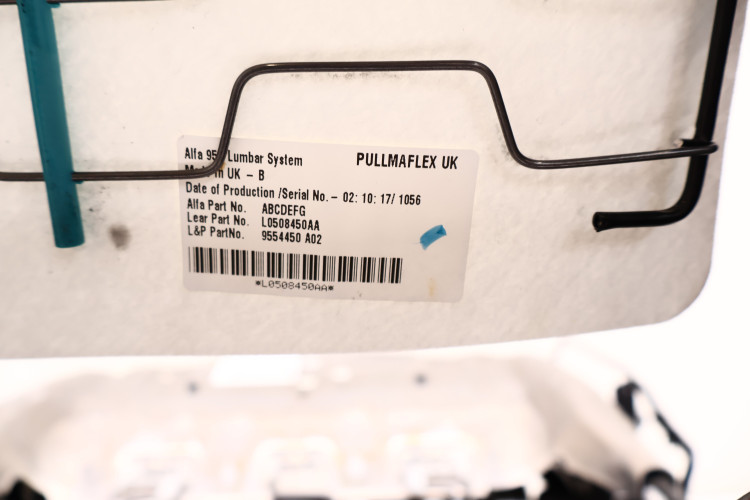 Alfa Lumbar System PULLMAFLEX UK
in UK - B
Date of Production /Serial No. - 02: 10: 17/ 1056
Alfa Part No. ABCDEFG
Lear Part No. L0508450AA
L&P PartNo. 9554450 A02
*L0508450AA*